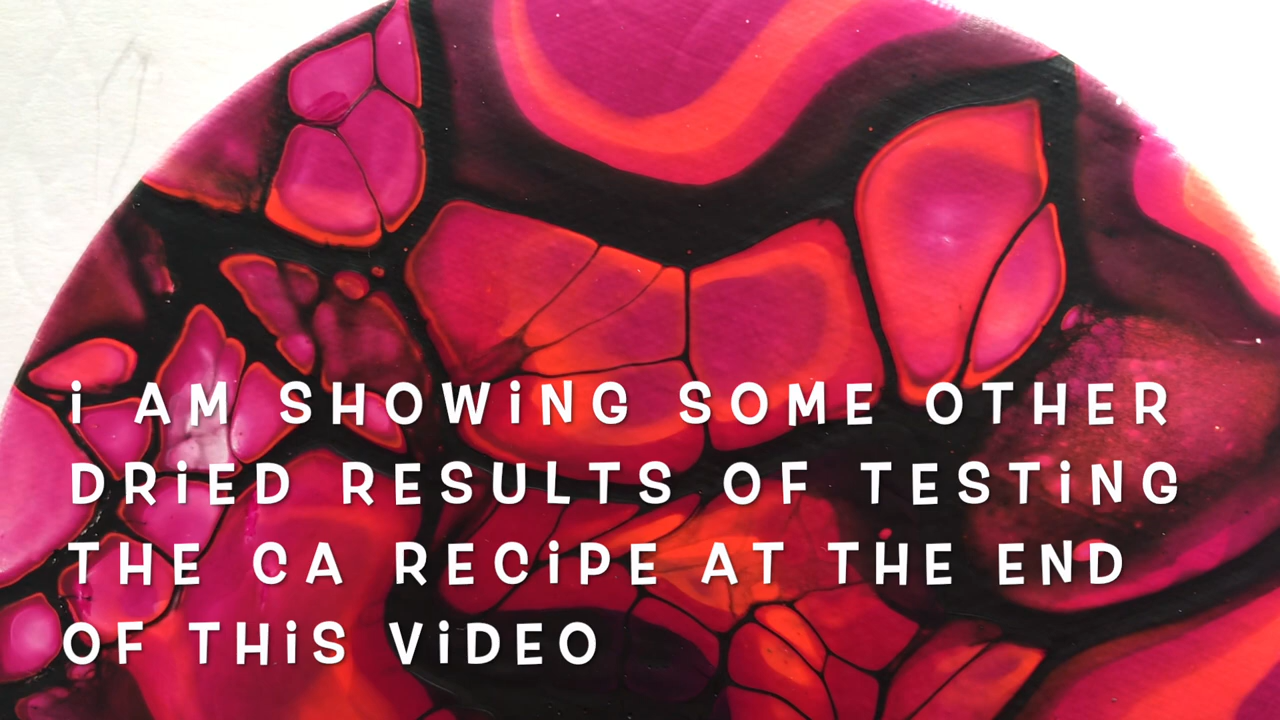 i AM SHOWiNG SOME OTHER
DRiED RESULTS OF TESTiNG
THE CA RECiPE AT THE END
OF THiS ViDEO